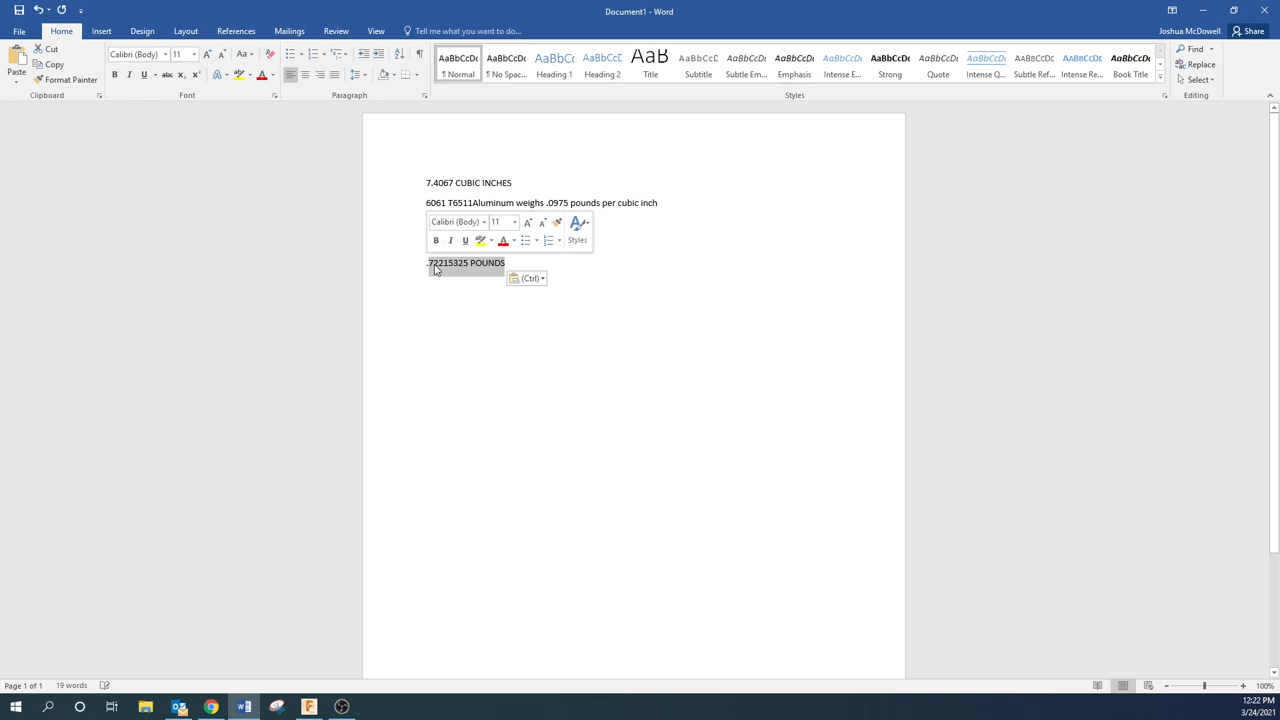 Document1 - Word
Joshua McDowell
Share
File
Home
Insert
Design
Layout
References
Mailings
Review
View
Tell me what you want to do...
Paste
Cut
Copy
Format Painter
Clipboard
Calibri (Body) 11
Font
Paragraph
AaBbCcDc AaBbCcDc AaBbCc AaBbCcC AaB AaBbCcC AaBbCcDc AaBbCcDc AaBbCcDc AaBbCcDc AaBbCcDc AaBbCcDc AABBCCDC AABBCCDC AaBbCcDc
¶ Normal ¶ No Spac... Heading 1 Heading 2 Title Subtitle Subtle Em... Emphasis Intense E... Strong Quote Intense Q... Subtle Ref... Intense Re... Book Title
Styles
Find
Replace
Select
Editing
7.4067 CUBIC INCHES
6061 T6511Aluminum weighs .0975 pounds per cubic inch
Calibri (Body) 11
Styles
.72215325 POUNDS
(Ctrl)
Page 1 of 1 19 words
100%
12:22 PM
3/24/2021